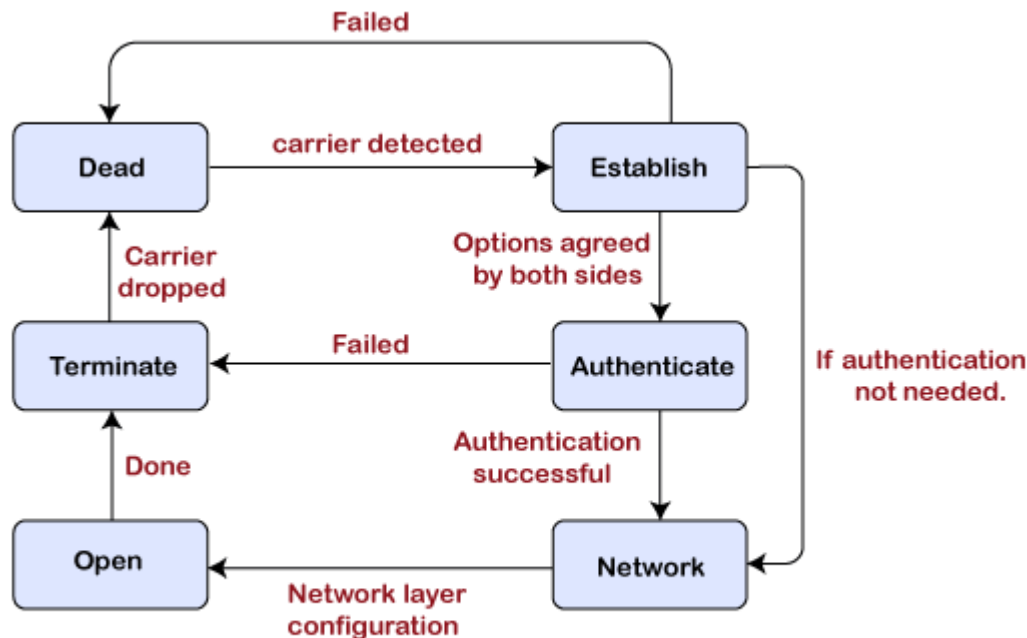 Failed
Dead
carrier detected
Establish
Carrier
dropped
Options agreed
by both sides
Terminate
Failed
Authenticate
If authentication
not needed.
Done
Authentication
successful
Open
Network
Network layer
configuration